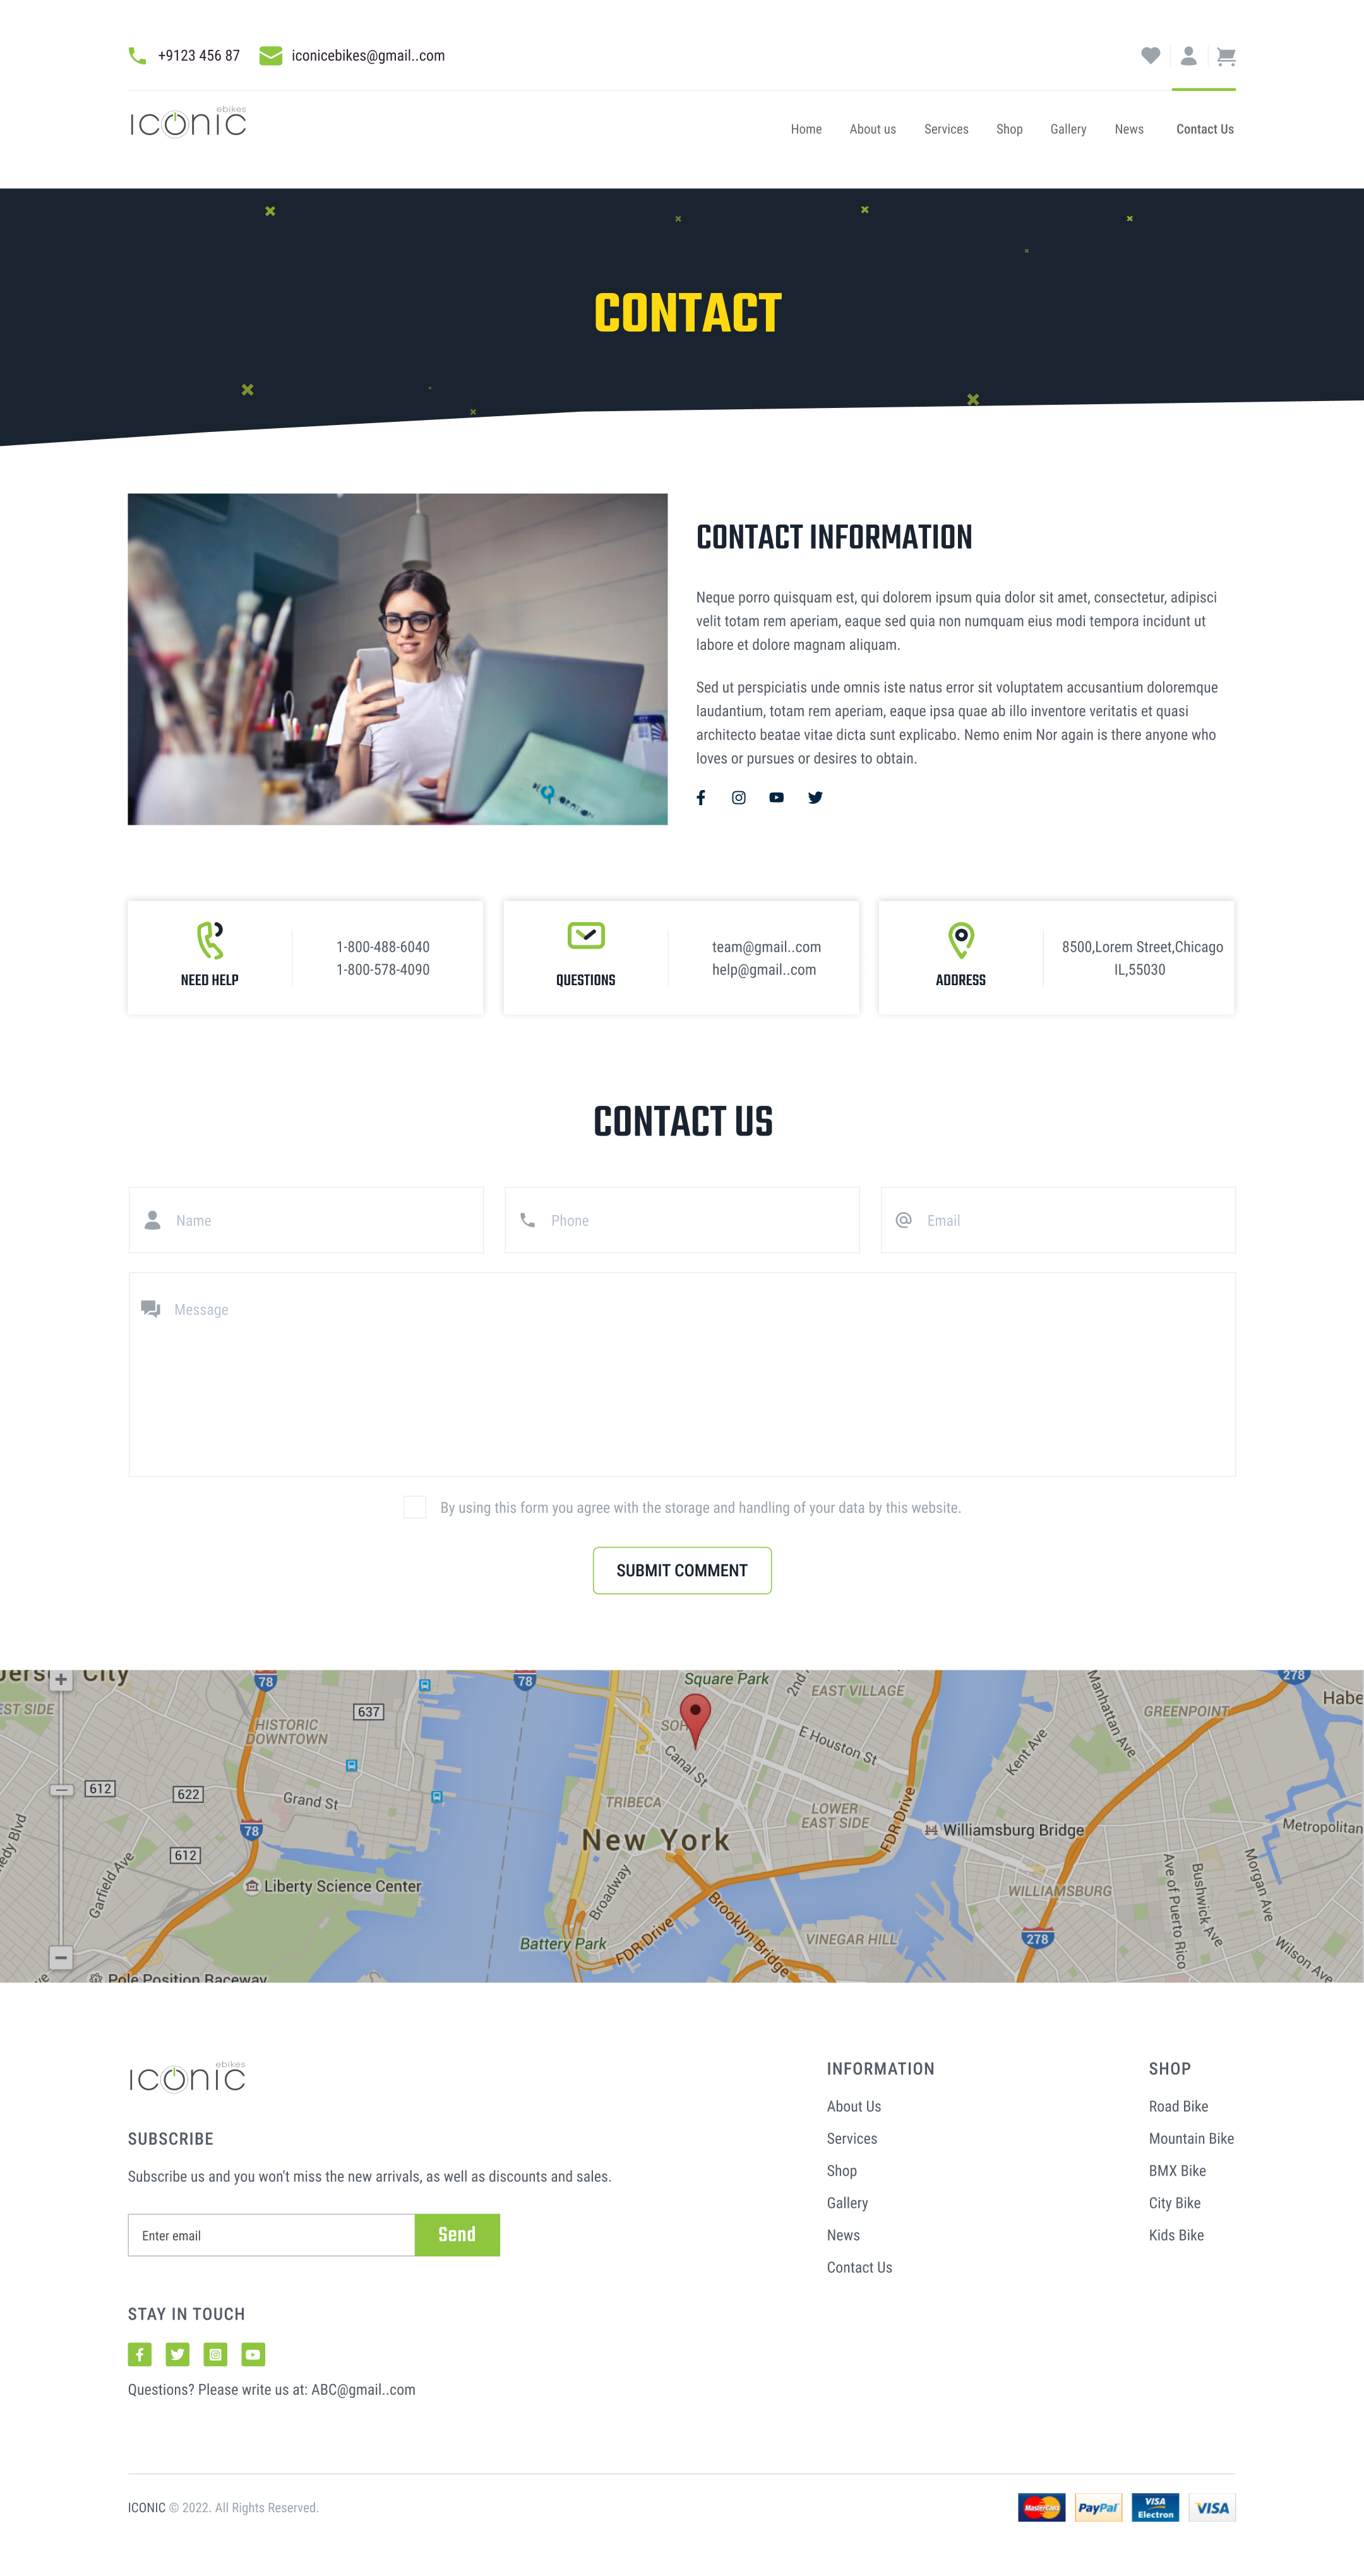 +9123 456 87 iconicebikes@gmail..com
ebikes
ICONIC
Home About us Services Shop Gallery News Contact Us
CONTACT
CONTACT INFORMATION
Neque porro quisquam est, qui dolorem ipsum quia dolor sit amet, consectetur, adipisci
velit totam rem aperiam, eaque sed quia non numquam eius modi tempora incidunt ut
labore et dolore magnam aliquam.
Sed ut perspiciatis unde omnis iste natus error sit voluptatem accusantium doloremque
laudantium, totam rem aperiam, eaque ipsa quae ab illo inventore veritatis et quasi
architecto beatae vitae dicta sunt explicabo. Nemo enim Nor again is there anyone who
loves or pursues or desires to obtain.
NEED HELP
1-800-488-6040
1-800-578-4090
QUESTIONS
team@gmail..com
help@gmail..com
ADDRESS
8500,Lorem Street,Chicago
IL,55030
CONTACT US
Name Phone Email
Message
By using this form you agree with the storage and handling of your data by this website.
SUBMIT COMMENT
City
78
78
278
Square Park
2nd
EAST VILLAGE
Manhattan Ave
GREENPOINT
Habe
EST SIDE
637
HISTORIC
DOWNTOWN
SOH
E Houston St
Kent Ave
Canal St
612
622
Grand St
TRIBECA
LOWER
EAST SIDE
FDR Drive
78
New York
Williamsburg Bridge
Metropolitan
edy Blvd
612
Garfield Ave
Liberty Science Center
Broadway
WILLIAMSBURG
Ave of Puerto Rico
Bushwick Ave
Morgan Ave
Battery Park
FDR Drive
Brooklyn Bridge
VINEGAR HILL
278
Wilson Ave
Pole Position Raceway
ebikes
ICONIC
SUBSCRIBE
Subscribe us and you won't miss the new arrivals, as well as discounts and sales.
Enter email Send
STAY IN TOUCH
Questions? Please write us at: ABC@gmail..com
INFORMATION
About Us
Services
Shop
Gallery
News
Contact Us
SHOP
Road Bike
Mountain Bike
BMX Bike
City Bike
Kids Bike
ICONIC © 2022. All Rights Reserved.
MasterCard PayPal VISA Electron VISA